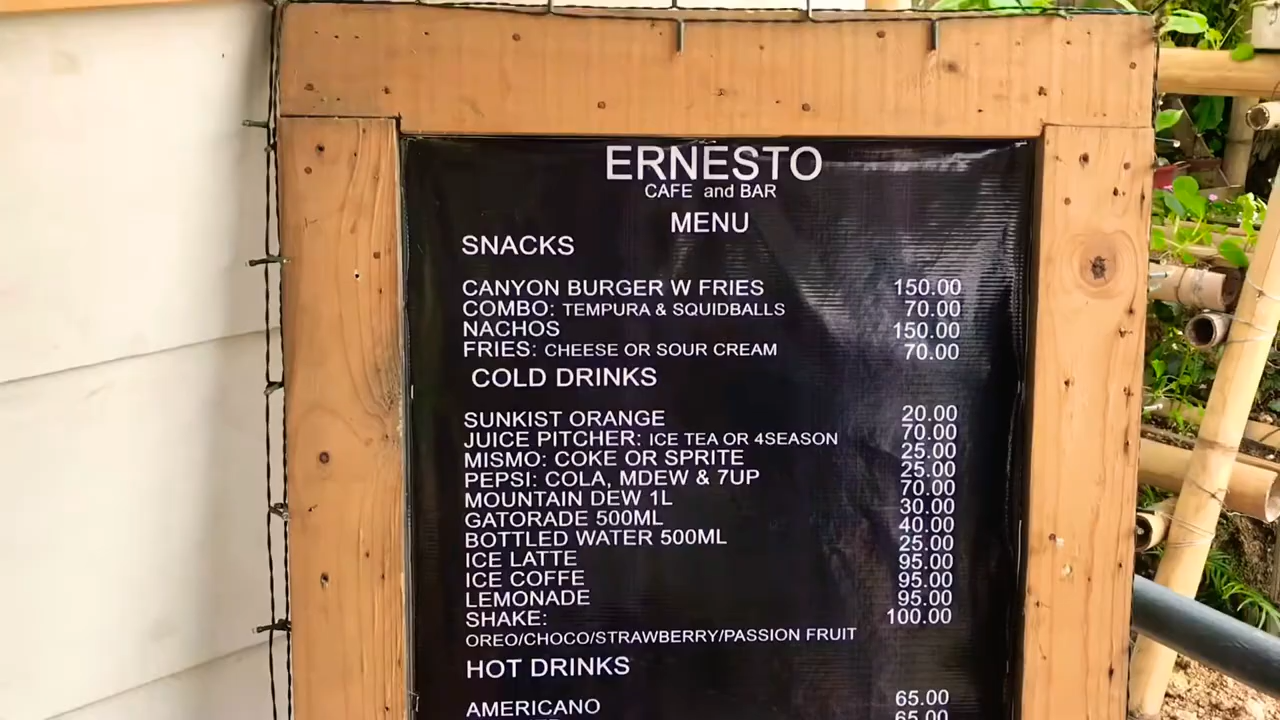 ERNESTO
CAFE and BAR
MENU
SNACKS
CANYON BURGER W FRIES 150.00
COMBO: TEMPURA & SQUIDBALLS 70.00
NACHOS 150.00
FRIES: CHEESE OR SOUR CREAM 70.00
COLD DRINKS
SUNKIST ORANGE 20.00
JUICE PITCHER: ICE TEA OR 4SEASON 70.00
MISMO: COKE OR SPRITE 25.00
PEPSI: COLA, MDEW & 7UP 25.00
MOUNTAIN DEW 1L 70.00
30.00
GATORADE 500ML 40.00
BOTTLED WATER 500ML 25.00
ICE LATTE 95.00
ICE COFFE 95.00
LEMONADE 95.00
SHAKE: 100.00
OREO/CHOCO/STRAWBERRY/PASSION FRUIT
HOT DRINKS
AMERICANO 65.00
65.00